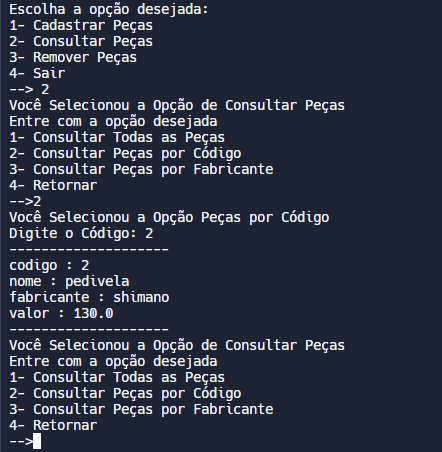 Escolha a opção desejada:
1- Cadastrar Peças
2- Consultar Peças
3- Remover Peças
4- Sair
--> 2
Você Selecionou a Opção de Consultar Peças
Entre com a opção desejada
1- Consultar Todas as Peças
2- Consultar Peças por Código
3- Consultar Peças por Fabricante
4- Retornar
-->2
Você Selecionou a Opção Peças por Código
Digite o Código: 2
--------------------
codigo : 2
nome : pedivela
fabricante : shimano
valor : 130.0
--------------------
Você Selecionou a Opção de Consultar Peças
Entre com a opção desejada
1- Consultar Todas as Peças
2- Consultar Peças por Código
3- Consultar Peças por Fabricante
4- Retornar
-->